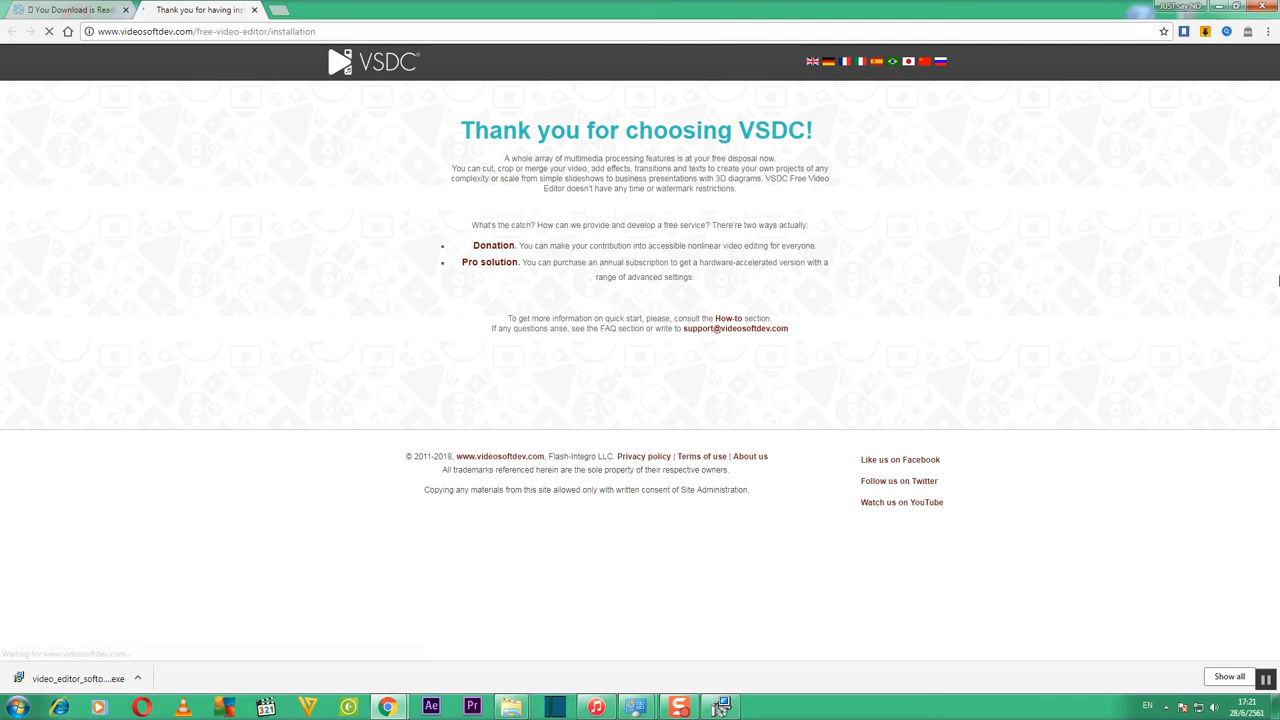 You Download is Read
Thank you for having ins
JUST say NO
www.videosoftdev.com/free-video-editor/installation
VSDC
Thank you for choosing VSDC!
A whole array of multimedia processing features is at your free disposal now.
You can cut, crop or merge your video, add effects, transitions and texts to create your own projects of any
complexity or scale from simple slideshows to business presentations with 3D diagrams. VSDC Free Video
Editor doesn't have any time or watermark restrictions.
What's the catch? How can we provide and develop a free service? There're two ways actually:
Donation. You can make your contribution into accessible nonlinear video editing for everyone.
Pro solution. You can purchase an annual subscription to get a hardware-accelerated version with a
range of advanced settings.
To get more information on quick start, please, consult the How-to section.
If any questions arise, see the FAQ section or write to support@videosoftdev.com
© 2011-2018, www.videosoftdev.com, Flash-Integro LLC. Privacy policy | Terms of use | About us
All trademarks referenced herein are the sole property of their respective owners.
Copying any materials from this site allowed only with written consent of Site Administration.
Like us on Facebook
Follow us on Twitter
Watch us on YouTube
Waiting for www.videosoftdev.com...
video_editor_softo....exe
Show all
321
Ae
Pr
EN
17:21
28/6/2561